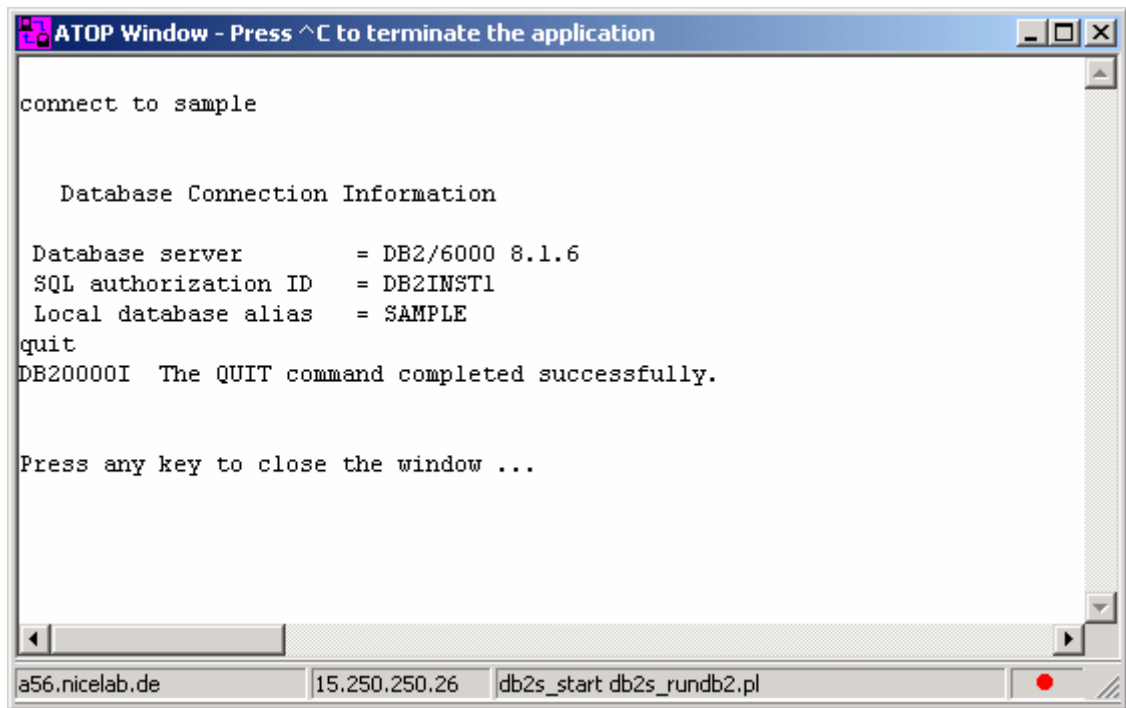 ATOP Window - Press ^C to terminate the application
connect to sample
Database Connection Information
Database server = DB2/6000 8.1.6
SQL authorization ID = DB2INST1
Local database alias = SAMPLE
quit
DB20000I The QUIT command completed successfully.
Press any key to close the window ...
a56.nicelab.de 15.250.250.26 db2s_start db2s_rundb2.pl